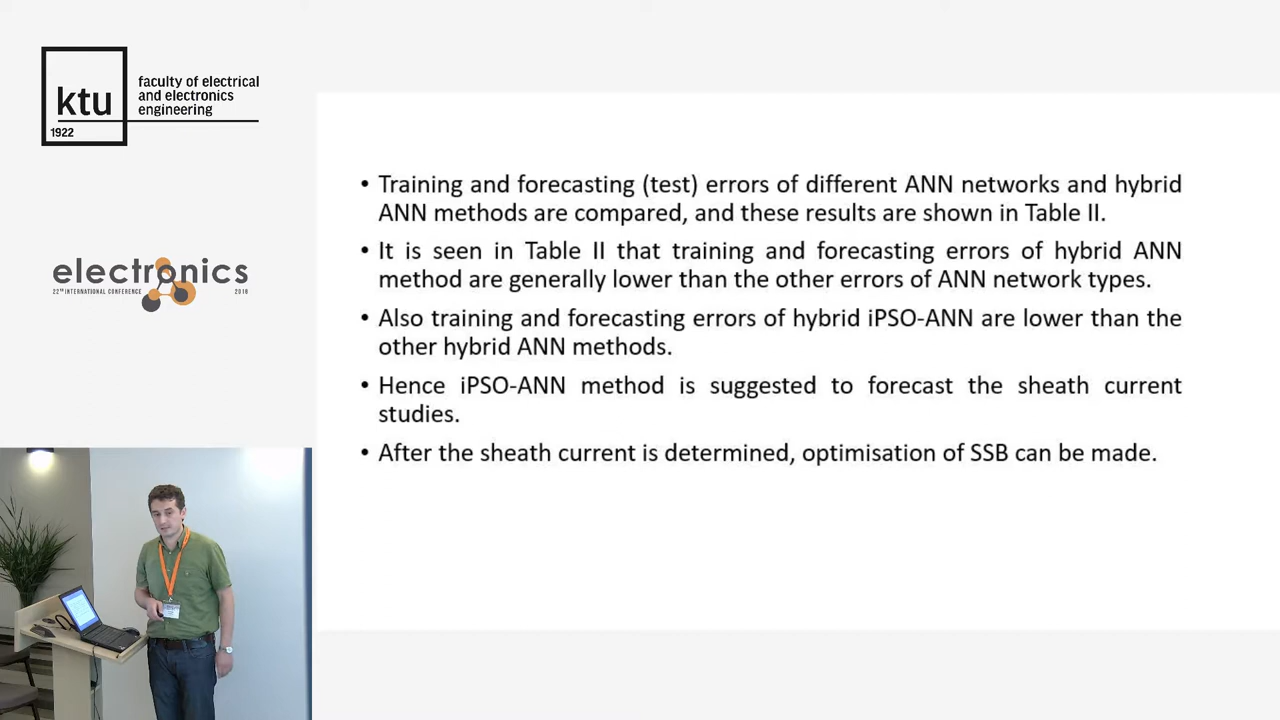 ktu
1922
faculty of electrical
and electronics
engineering
electronics
22ᵀᴴ INTERNATIONAL CONFERENCE 2018
• Training and forecasting (test) errors of different ANN networks and hybrid
ANN methods are compared, and these results are shown in Table II.
• It is seen in Table II that training and forecasting errors of hybrid ANN
method are generally lower than the other errors of ANN network types.
• Also training and forecasting errors of hybrid iPSO-ANN are lower than the
other hybrid ANN methods.
• Hence iPSO-ANN method is suggested to forecast the sheath current
studies.
• After the sheath current is determined, optimisation of SSB can be made.